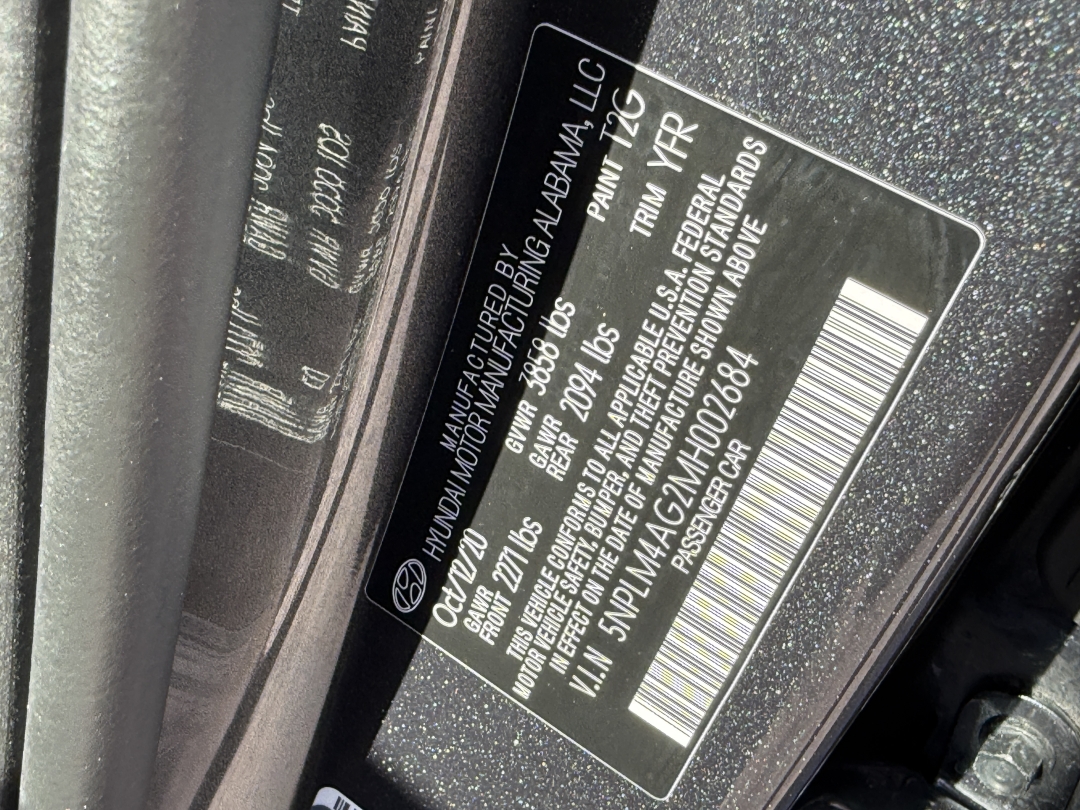 MANUFACTURED BY
HYUNDAI MOTOR MANUFACTURING ALABAMA, LLC
Oct/12/20 GVWR 3858 lbs PAINT T2G
GAWR FRONT 2271 lbs GAWR REAR 2094 lbs TRIM YFR
THIS VEHICLE CONFORMS TO ALL APPLICABLE U.S.A. FEDERAL
MOTOR VEHICLE SAFETY, BUMPER, AND THEFT PREVENTION STANDARDS
IN EFFECT ON THE DATE OF MANUFACTURE SHOWN ABOVE
V.I.N 5NPLM4AG2MH002684
PASSENGER CAR